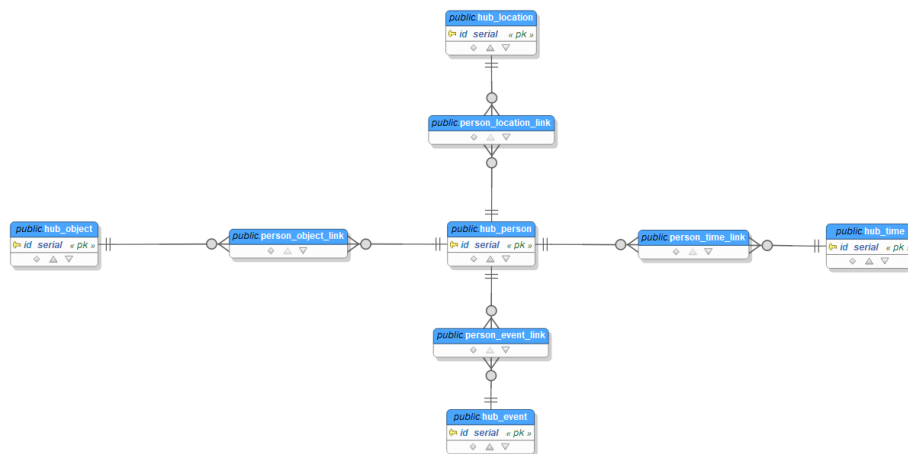 public.hub_location
id serial « pk »
public.person_location_link
public.hub_object
id serial « pk »
public.person_object_link
public.hub_person
id serial « pk »
public.person_time_link
public.hub_time
id serial « pk »
public.person_event_link
public.hub_event
id serial « pk »